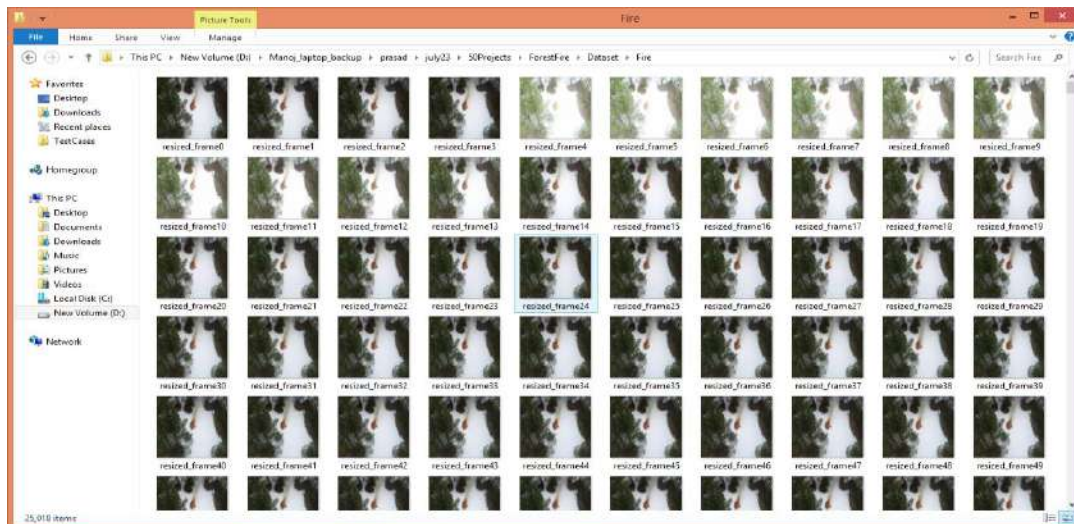 Picture Tools
Fire
File Home Share View Manage
This PC New Volume (D:) Manoj_laptop_backup prasad july23 50Projects ForestFire Dataset Fire
Search Fire
Favorites
Desktop
Downloads
Recent places
TestCases
Homegroup
This PC
Desktop
Documents
Downloads
Music
Pictures
Videos
Local Disk (C:)
New Volume (D:)
Network
resized_frame0 resized_frame1 resized_frame2 resized_frame3 resized_frame4 resized_frame5 resized_frame6 resized_frame7 resized_frame8 resized_frame9
resized_frame10 resized_frame11 resized_frame12 resized_frame13 resized_frame14 resized_frame15 resized_frame16 resized_frame17 resized_frame18 resized_frame19
resized_frame20 resized_frame21 resized_frame22 resized_frame23 resized_frame24 resized_frame25 resized_frame26 resized_frame27 resized_frame28 resized_frame29
resized_frame30 resized_frame31 resized_frame32 resized_frame33 resized_frame34 resized_frame35 resized_frame36 resized_frame37 resized_frame38 resized_frame39
resized_frame40 resized_frame41 resized_frame42 resized_frame43 resized_frame44 resized_frame45 resized_frame46 resized_frame47 resized_frame48 resized_frame49
25,018 items